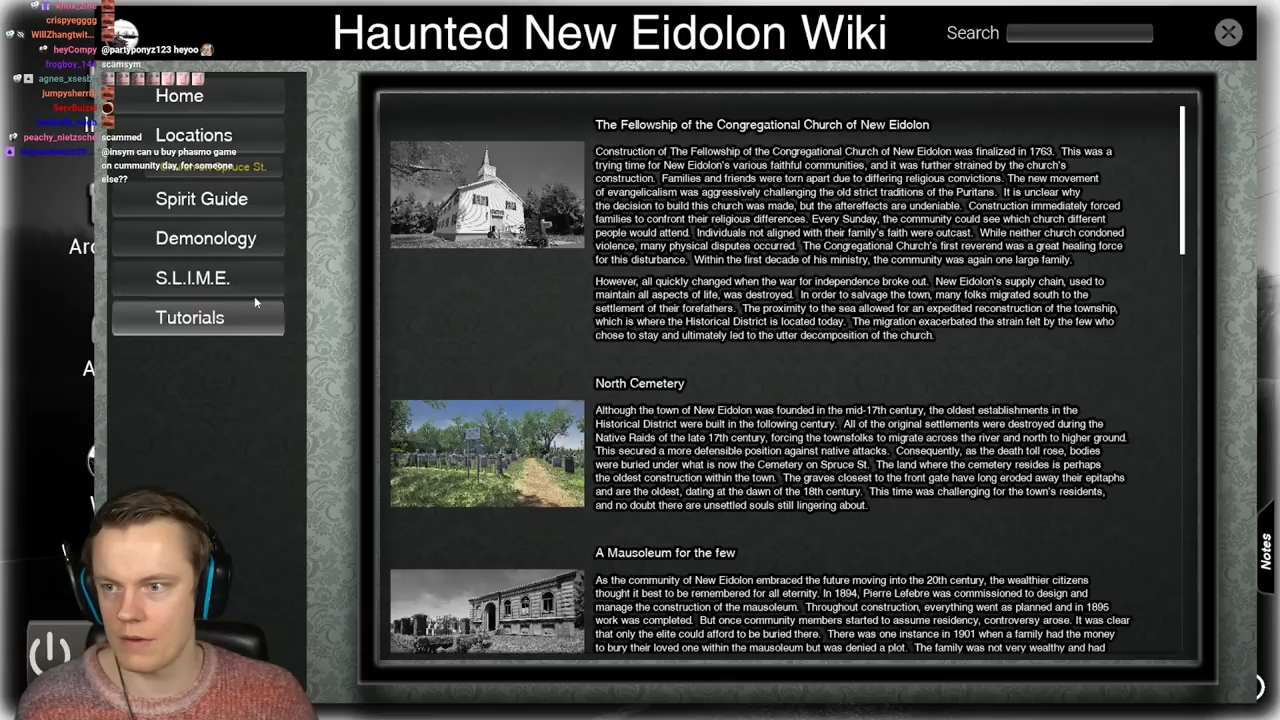 Haunted New Eidolon Wiki
Search
knox_zine
crispyegggg
WillZhangtwit...
heyCompy @partyponyz123 heyoo
scamsym
jumpysherri
peachy_nietzsche scammed
@insym can u buy phasmo game
on cummunity day, for someone
else??
Home
Locations
Spruce St.
Spirit Guide
Demonology
S.L.I.M.E.
Tutorials
The Fellowship of the Congregational Church of New Eidolon
Construction of The Fellowship of the Congregational Church of New Eidolon was finalized in 1763. This was a
trying time for New Eidolon's various faithful communities, and it was further strained by the church's
construction. Families and friends were torn apart due to differing religious convictions. The new movement
of evangelicalism was aggressively challenging the old strict traditions of the Puritans. It is unclear why
the decision to build this church was made, but the aftereffects are undeniable. Construction immediately forced
families to confront their religious differences. Every Sunday, the community could see which church different
people would attend. Individuals not aligned with their family's faith were outcast. While neither church condoned
violence, many physical disputes occurred. The Congregational Church's first reverend was a great healing force
for this disturbance. Within the first decade of his ministry, the community was again one large family.
However, all quickly changed when the war for independence broke out. New Eidolon's supply chain, used to
maintain all aspects of life, was destroyed. In order to salvage the town, many folks migrated south to the
settlement of their forefathers. The proximity to the sea allowed for an expedited reconstruction of the township,
which is where the Historical District is located today. The migration exacerbated the strain felt by the few who
chose to stay and ultimately led to the utter decomposition of the church.
North Cemetery
Although the town of New Eidolon was founded in the mid-17th century, the oldest establishments in the
Historical District were built in the following century. All of the original settlements were destroyed during the
Native Raids of the late 17th century, forcing the townsfolks to migrate across the river and north to higher ground.
This secured a more defensible position against native attacks. Consequently, as the death toll rose, bodies
were buried under what is now the Cemetery on Spruce St. The land where the cemetery resides is perhaps
the oldest construction within the town. The graves closest to the front gate have long eroded away their epitaphs
and are the oldest, dating at the dawn of the 18th century. This time was challenging for the town's residents,
and no doubt there are unsettled souls still lingering about.
A Mausoleum for the few
As the community of New Eidolon embraced the future moving into the 20th century, the wealthier citizens
thought it best to be remembered for all eternity. In 1894, Pierre Lefebre was commissioned to design and
manage the construction of the mausoleum. Throughout construction, everything went as planned and in 1895
work was completed. But once community members started to assume residency, controversy arose. It was clear
that only the elite could afford to be buried there. There was one instance in 1901 when a family had the money
to bury their loved one within the mausoleum but was denied a plot. The family was not very wealthy and had
Notes